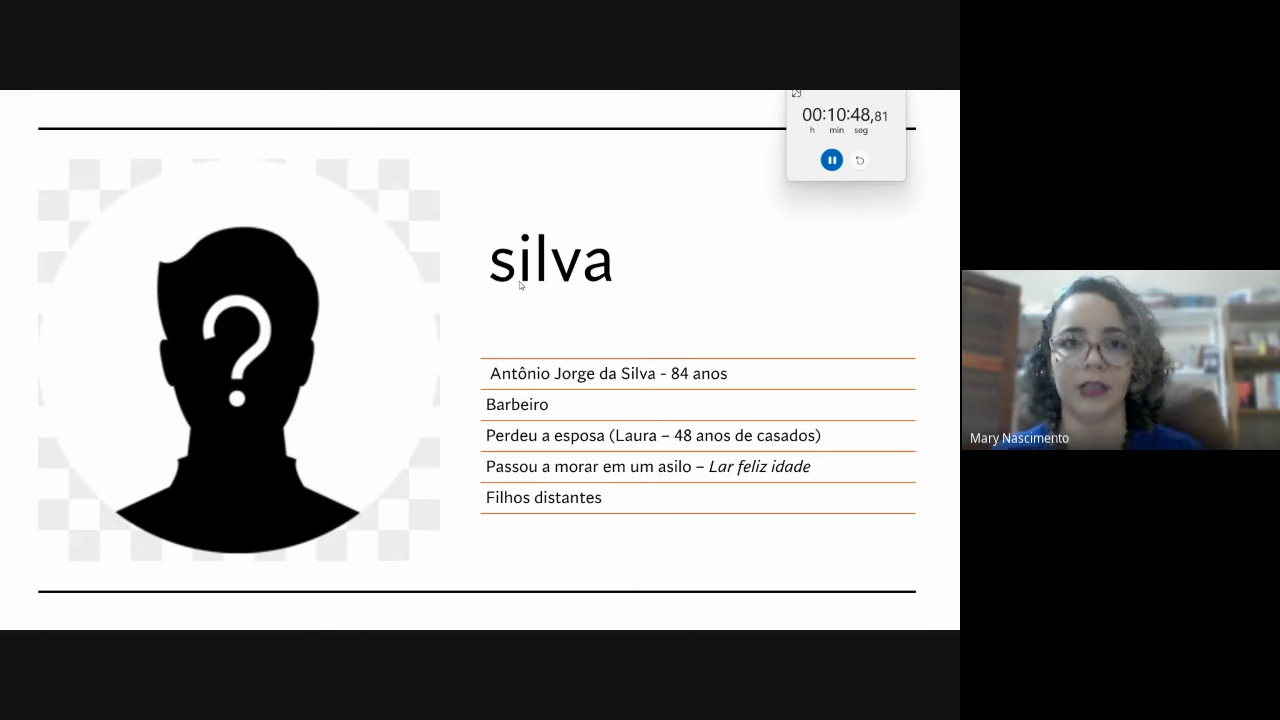 00:10:48,81
h min seg
?
silva
Antônio Jorge da Silva - 84 anos
Barbeiro
Perdeu a esposa (Laura – 48 anos de casados)
Passou a morar em um asilo – Lar feliz idade
Filhos distantes
Mary Nascimento